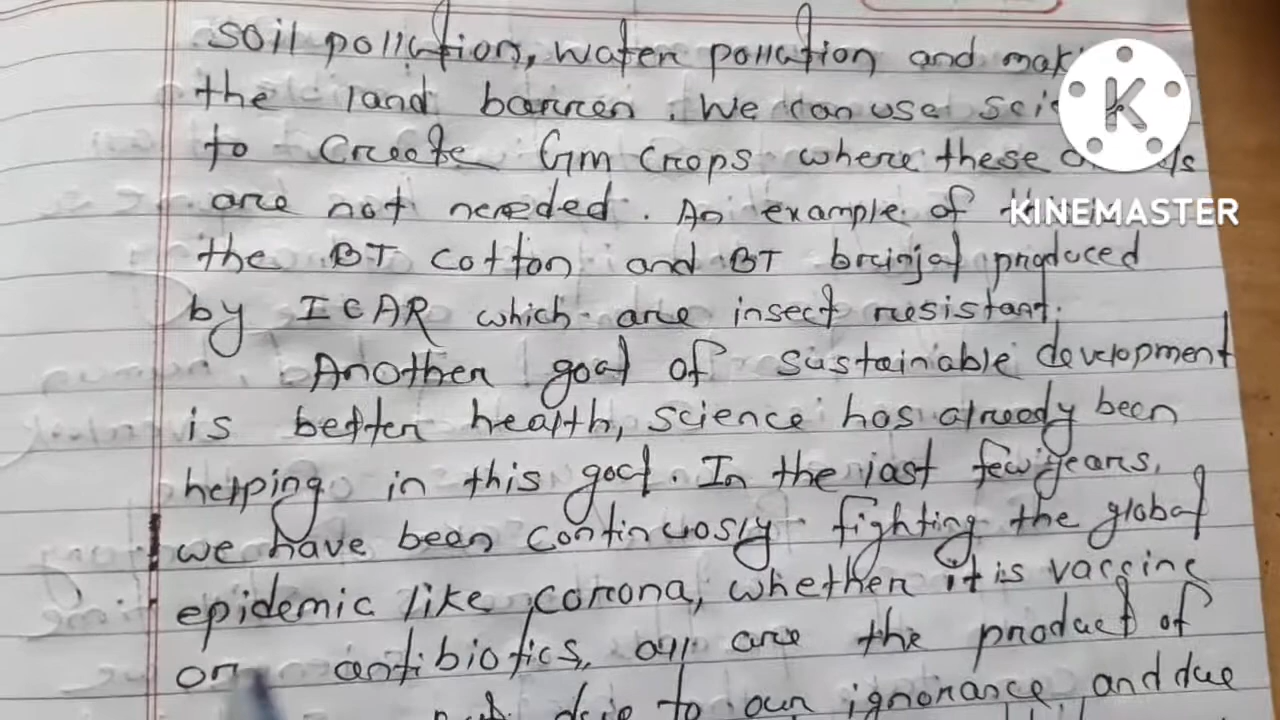 soil pollution, water pollution and mak
the land barren. We can use sci
to Create Gm Crops where these
are not needed. An example of
the BT cotton and BT brinjal produced
by ICAR which are insect resistant.
Another goal of sustainable development
is better health, science has already been
helping in this goal. In the last few years,
we have been continuosly fighting the global
epidemic like corona, whether it is vaccine
or antibiotics, all are the product of
due to our ignorance and due
K
KINEMASTER